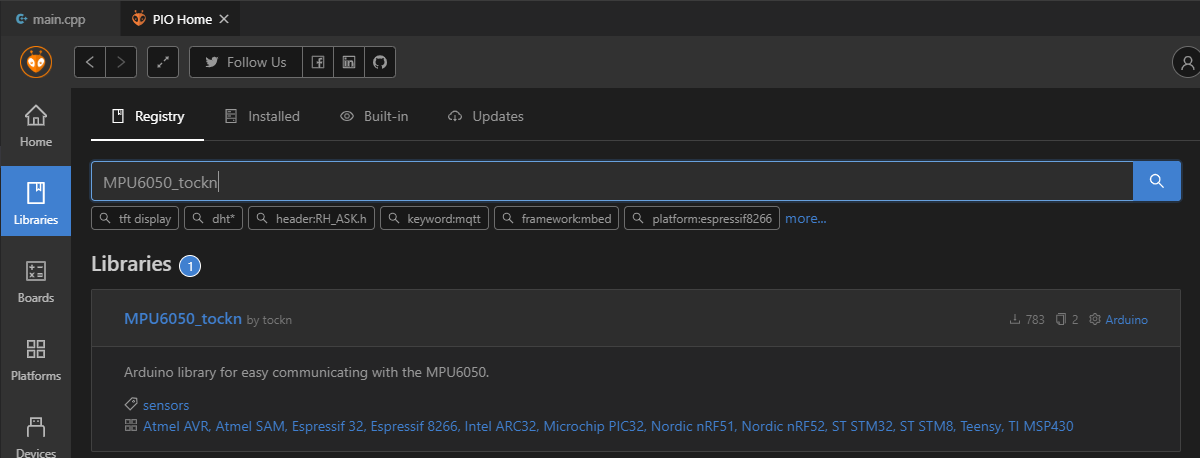 main.cpp PIO Home
Follow Us
Registry Installed Built-in Updates
Home
MPU6050_tockn
Libraries
tft display dht* header:RH_ASK.h keyword:mqtt framework:mbed platform:espressif8266 more...
Libraries 1
Boards
MPU6050_tockn by tockn 783 2 Arduino
Platforms
Arduino library for easy communicating with the MPU6050.
sensors
Atmel AVR, Atmel SAM, Espressif 32, Espressif 8266, Intel ARC32, Microchip PIC32, Nordic nRF51, Nordic nRF52, ST STM32, ST STM8, Teensy, TI MSP430
Devices